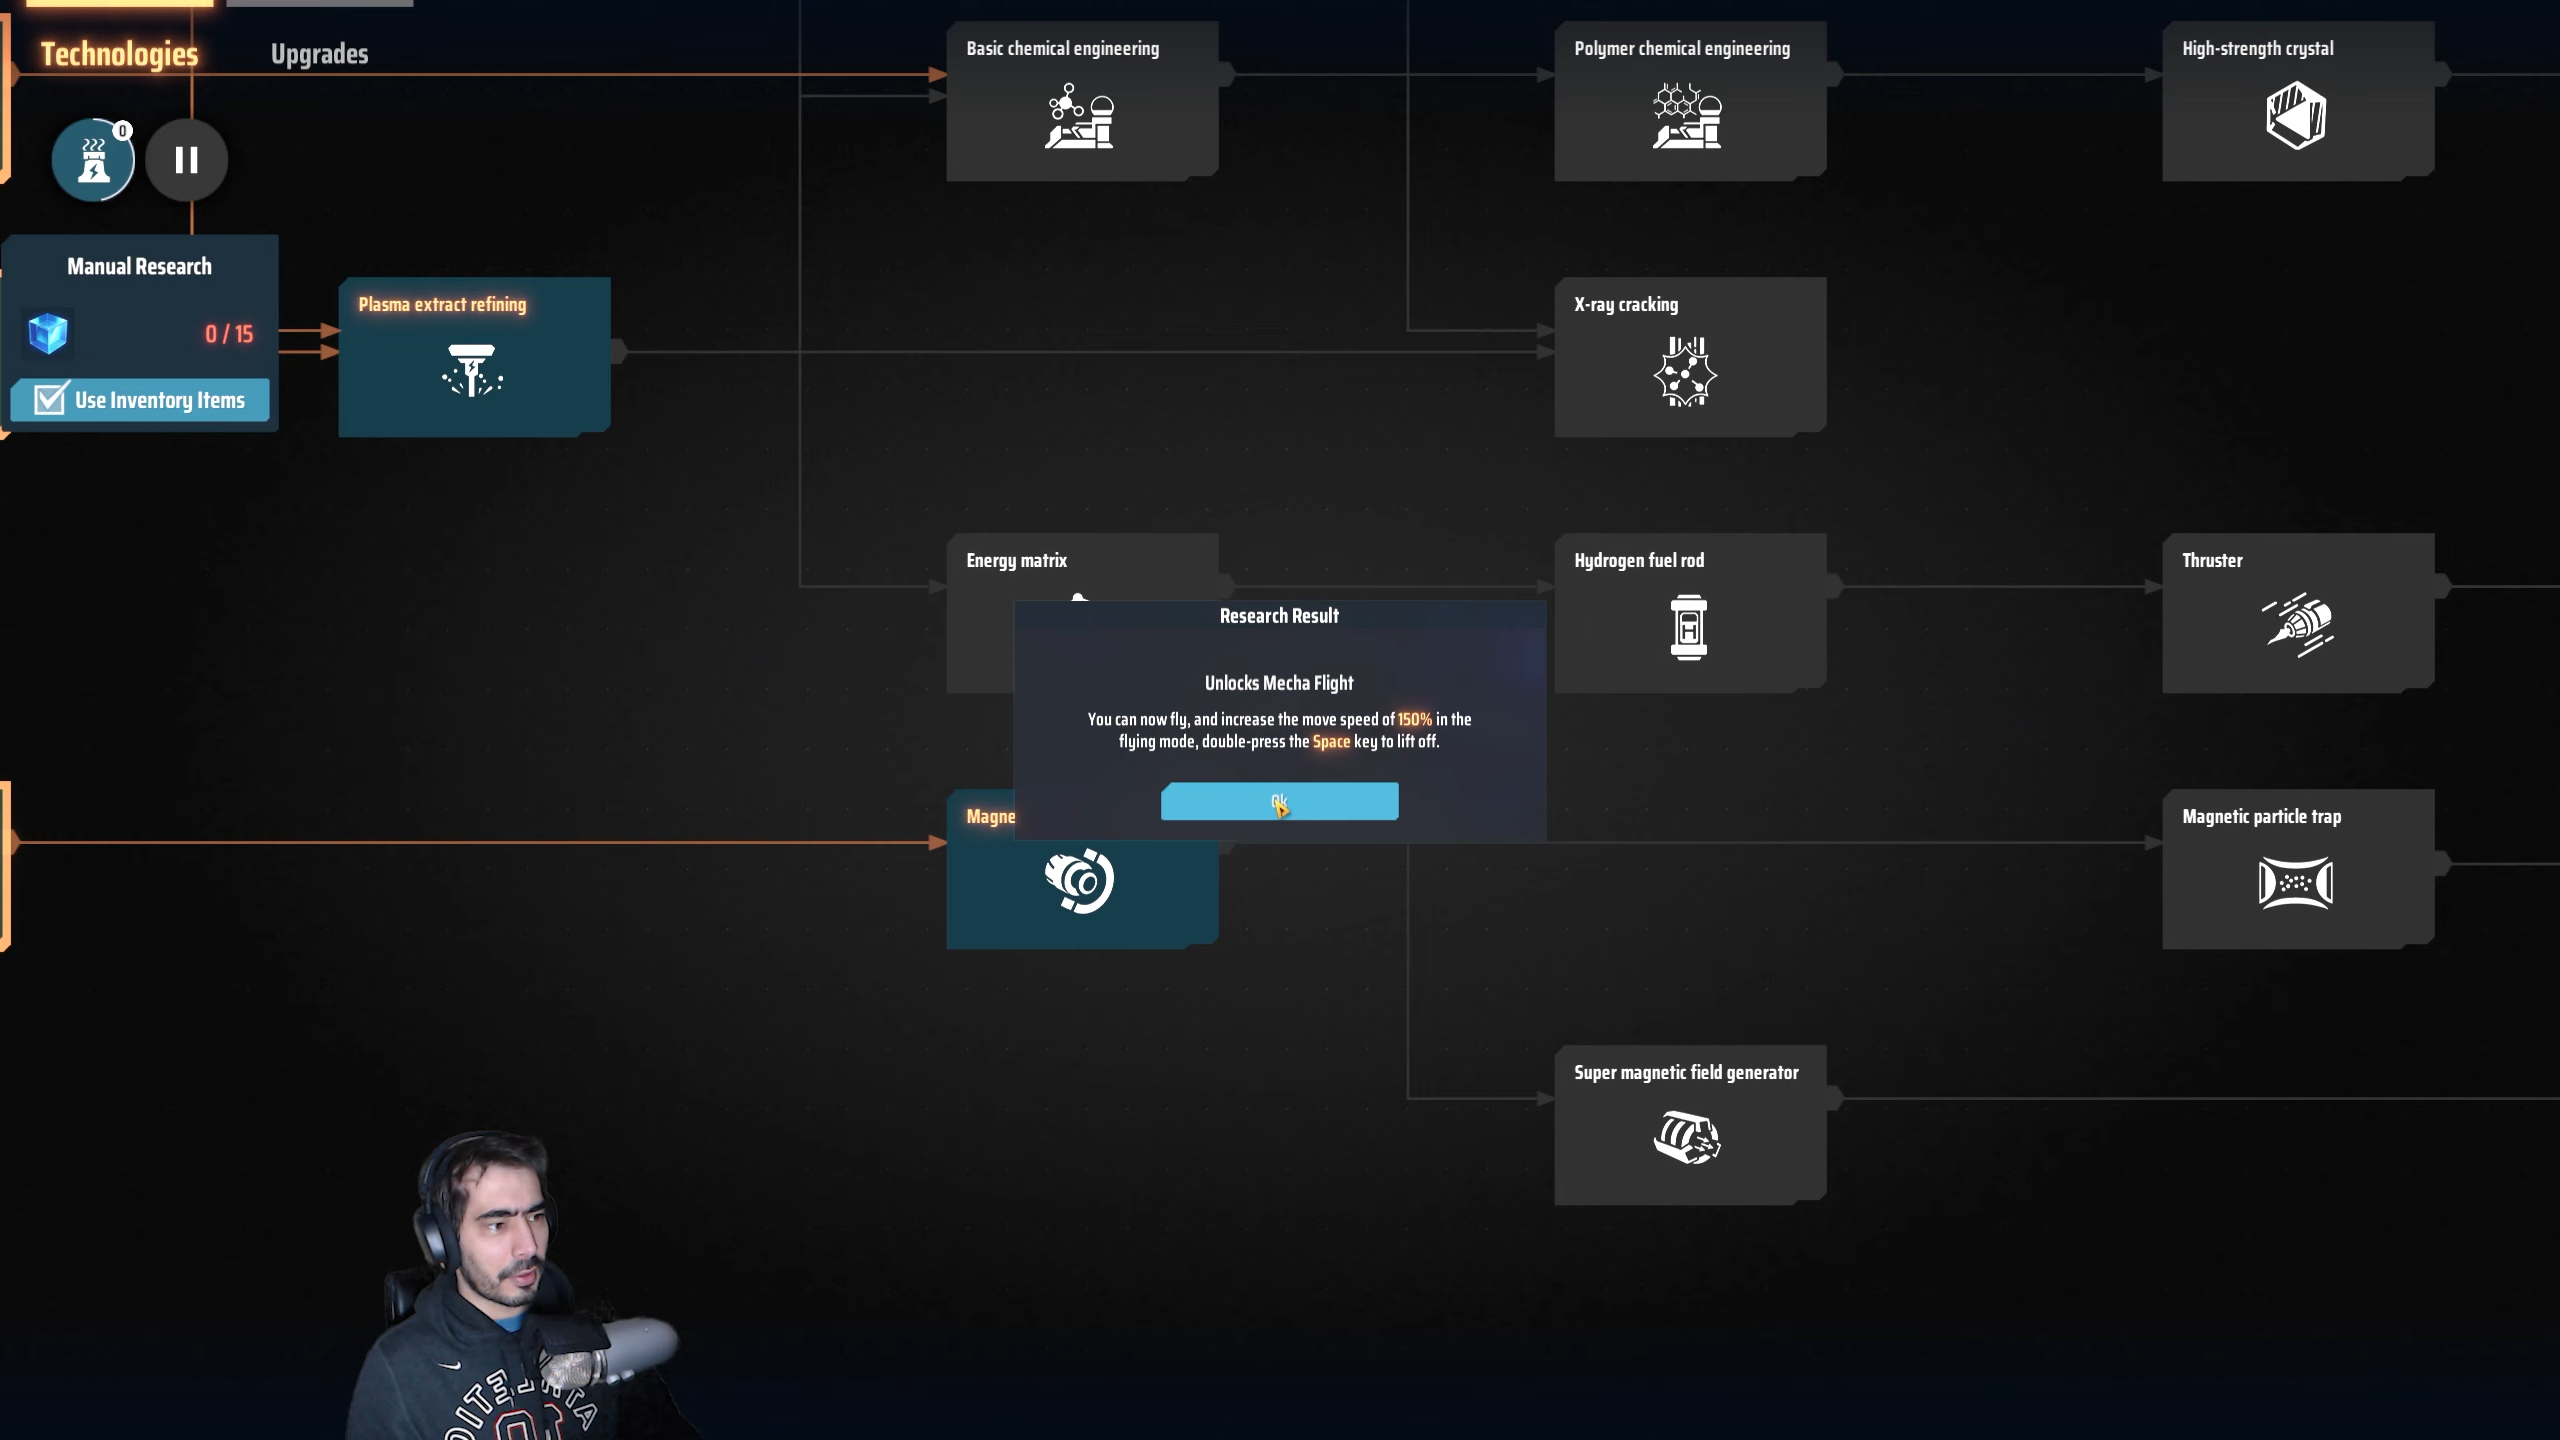 Technologies
Upgrades
0
Manual Research
0 / 15
Use Inventory Items
Plasma extract refining
Basic chemical engineering
Polymer chemical engineering
High-strength crystal
X-ray cracking
Energy matrix
Hydrogen fuel rod
H
Thruster
Research Result
Unlocks Mecha Flight
You can now fly, and increase the move speed of 150% in the
flying mode, double-press the Space key to lift off.
Ok
Magne
Magnetic particle trap
Super magnetic field generator